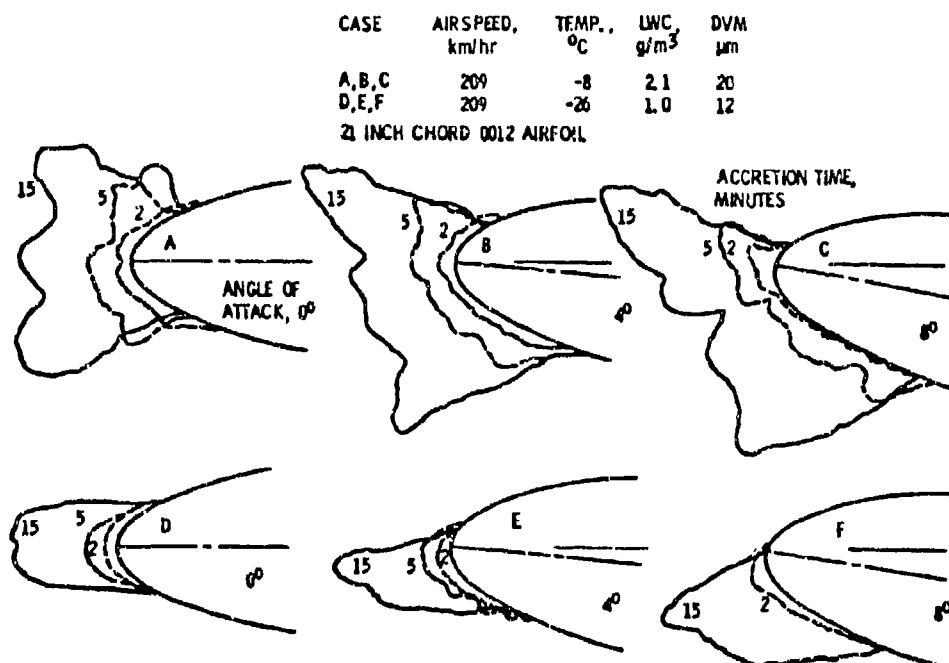 CASE AIRSPEED, TEMP., LWC, DVM
km/hr °C g/m³ µm
A,B,C 209 -8 2.1 20
D,E,F 209 -26 1.0 12
21 INCH CHORD 0012 AIRFOIL
ACCRETION TIME,
MINUTES
15 5 2 A
ANGLE OF
ATTACK, 0°
15 5 2 B
4°
15 5 2 C
8°
15 5 2 D
0°
15 5 2 E
4°
15 2 F
8°